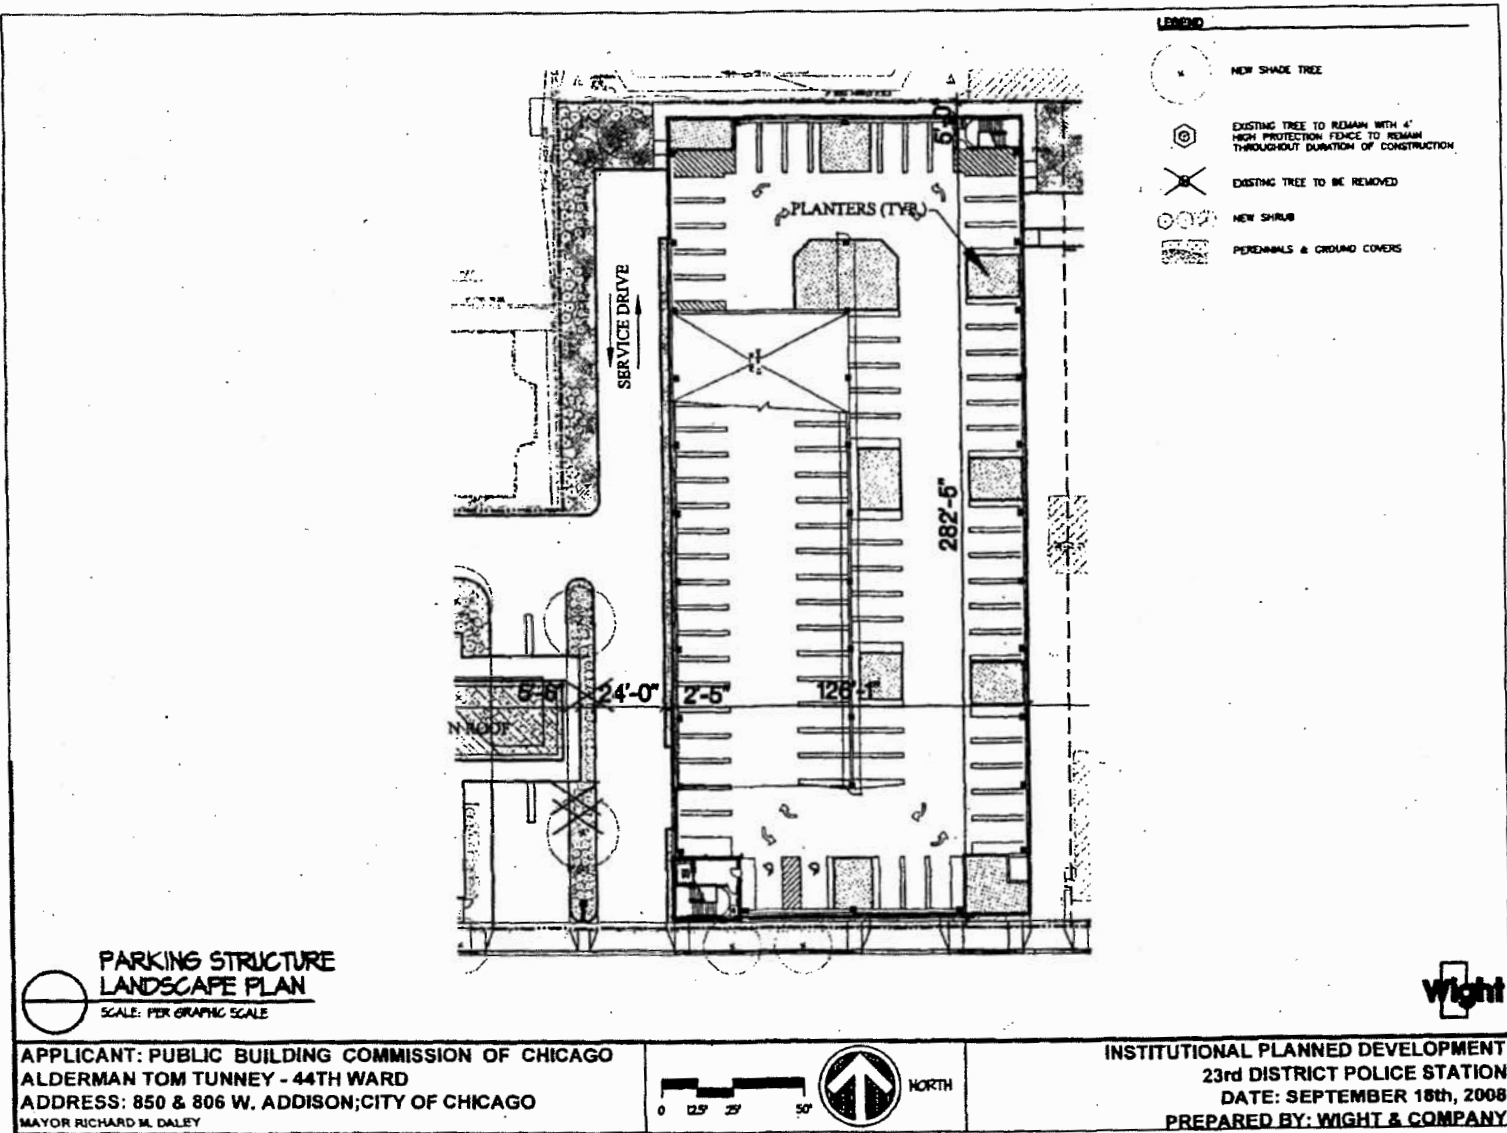 LEGEND
NEW SHADE TREE
EXISTING TREE TO REMAIN WITH 4'
HIGH PROTECTION FENCE TO REMAIN
THROUGHOUT DURATION OF CONSTRUCTION
EXISTING TREE TO BE REMOVED
NEW SHRUB
PERENNIALS & GROUND COVERS
PLANTERS (TYP.)
SERVICE DRIVE
282'-5"
24'-0"
2'-5"
126'-1"
N ROOF
PARKING STRUCTURE
LANDSCAPE PLAN
SCALE: PER GRAPHIC SCALE
Wight
APPLICANT: PUBLIC BUILDING COMMISSION OF CHICAGO
ALDERMAN TOM TUNNEY - 44TH WARD
ADDRESS: 850 & 806 W. ADDISON;CITY OF CHICAGO
MAYOR RICHARD M. DALEY
0 12.5' 25' 50'
NORTH
INSTITUTIONAL PLANNED DEVELOPMENT
23rd DISTRICT POLICE STATION
DATE: SEPTEMBER 18th, 2008
PREPARED BY: WIGHT & COMPANY